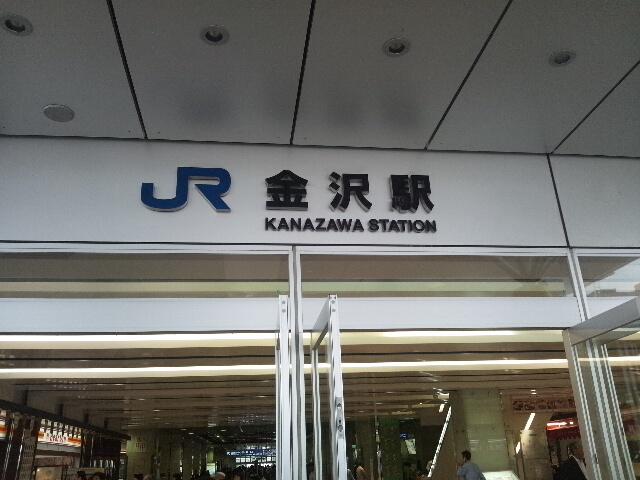 JR 金沢駅
KANAZAWA STATION